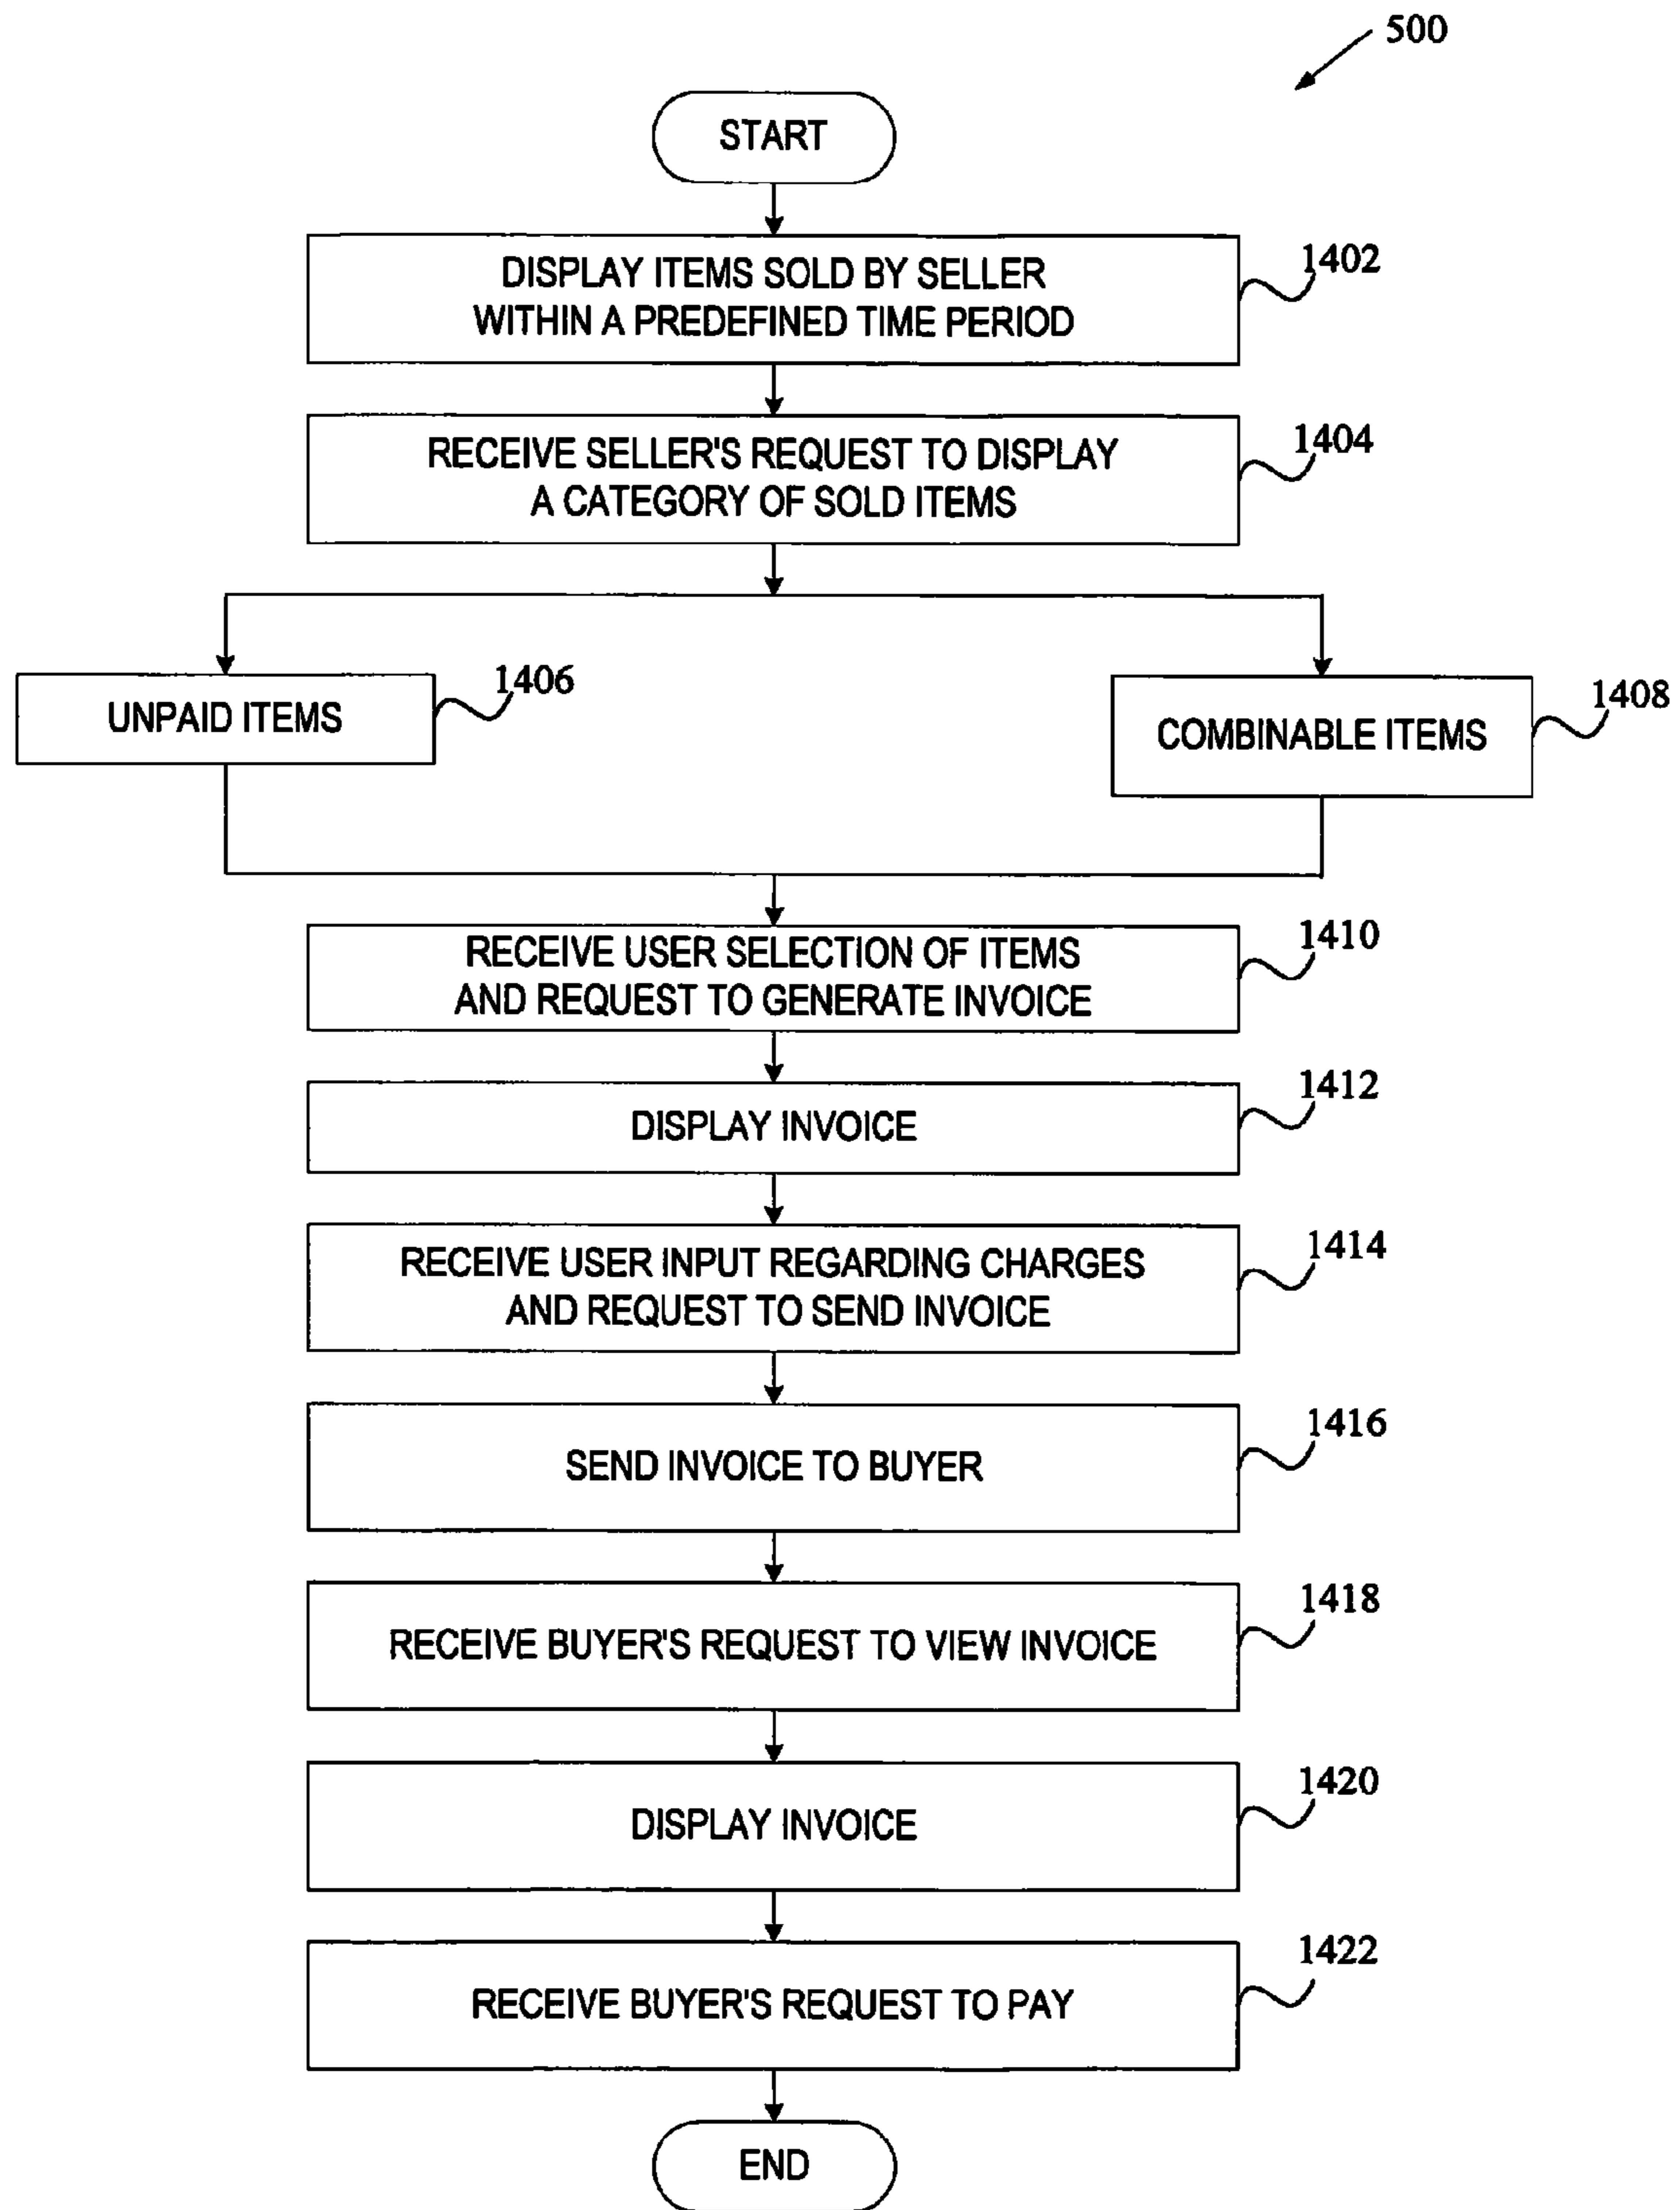 500
START
DISPLAY ITEMS SOLD BY SELLER
WITHIN A PREDEFINED TIME PERIOD
1402
RECEIVE SELLER'S REQUEST TO DISPLAY
A CATEGORY OF SOLD ITEMS
1404
UNPAID ITEMS
1406
COMBINABLE ITEMS
1408
RECEIVE USER SELECTION OF ITEMS
AND REQUEST TO GENERATE INVOICE
1410
DISPLAY INVOICE
1412
RECEIVE USER INPUT REGARDING CHARGES
AND REQUEST TO SEND INVOICE
1414
SEND INVOICE TO BUYER
1416
RECEIVE BUYER'S REQUEST TO VIEW INVOICE
1418
DISPLAY INVOICE
1420
RECEIVE BUYER'S REQUEST TO PAY
1422
END